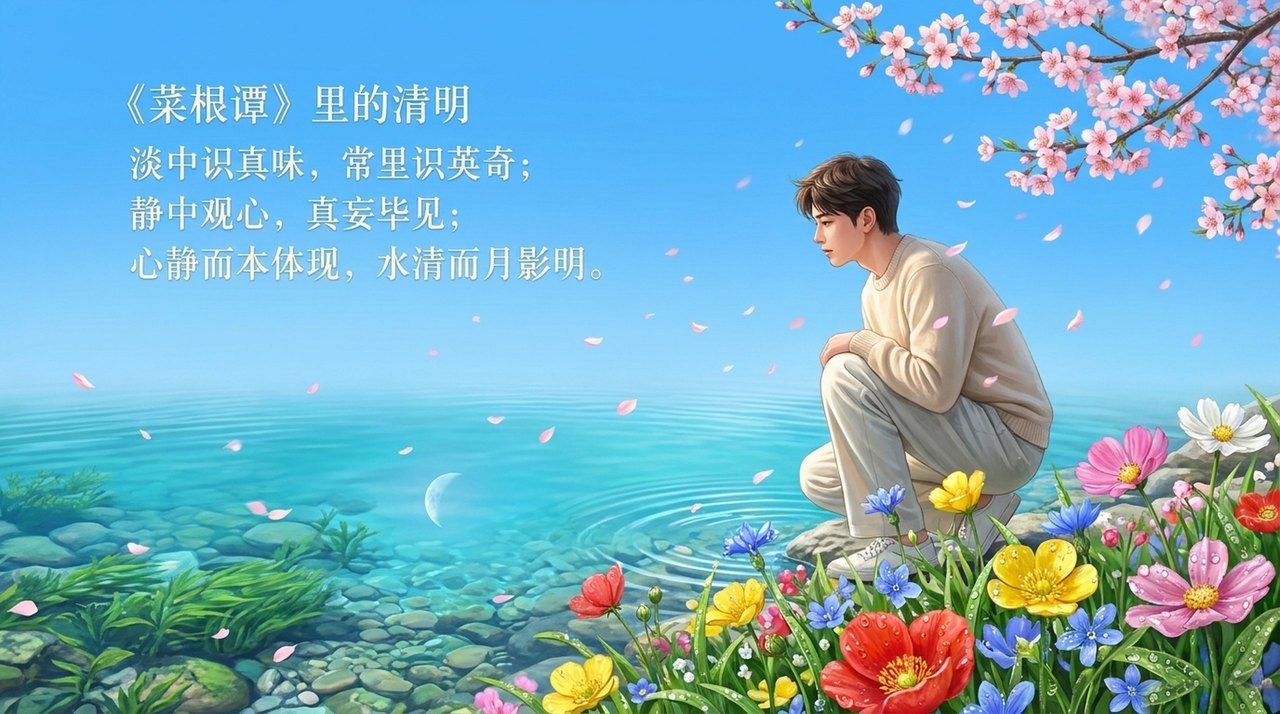 《菜根谭》里的清明
淡中识真味，常里识英奇；
静中观心，真妄毕见；
心静而本体现，水清而月影明。